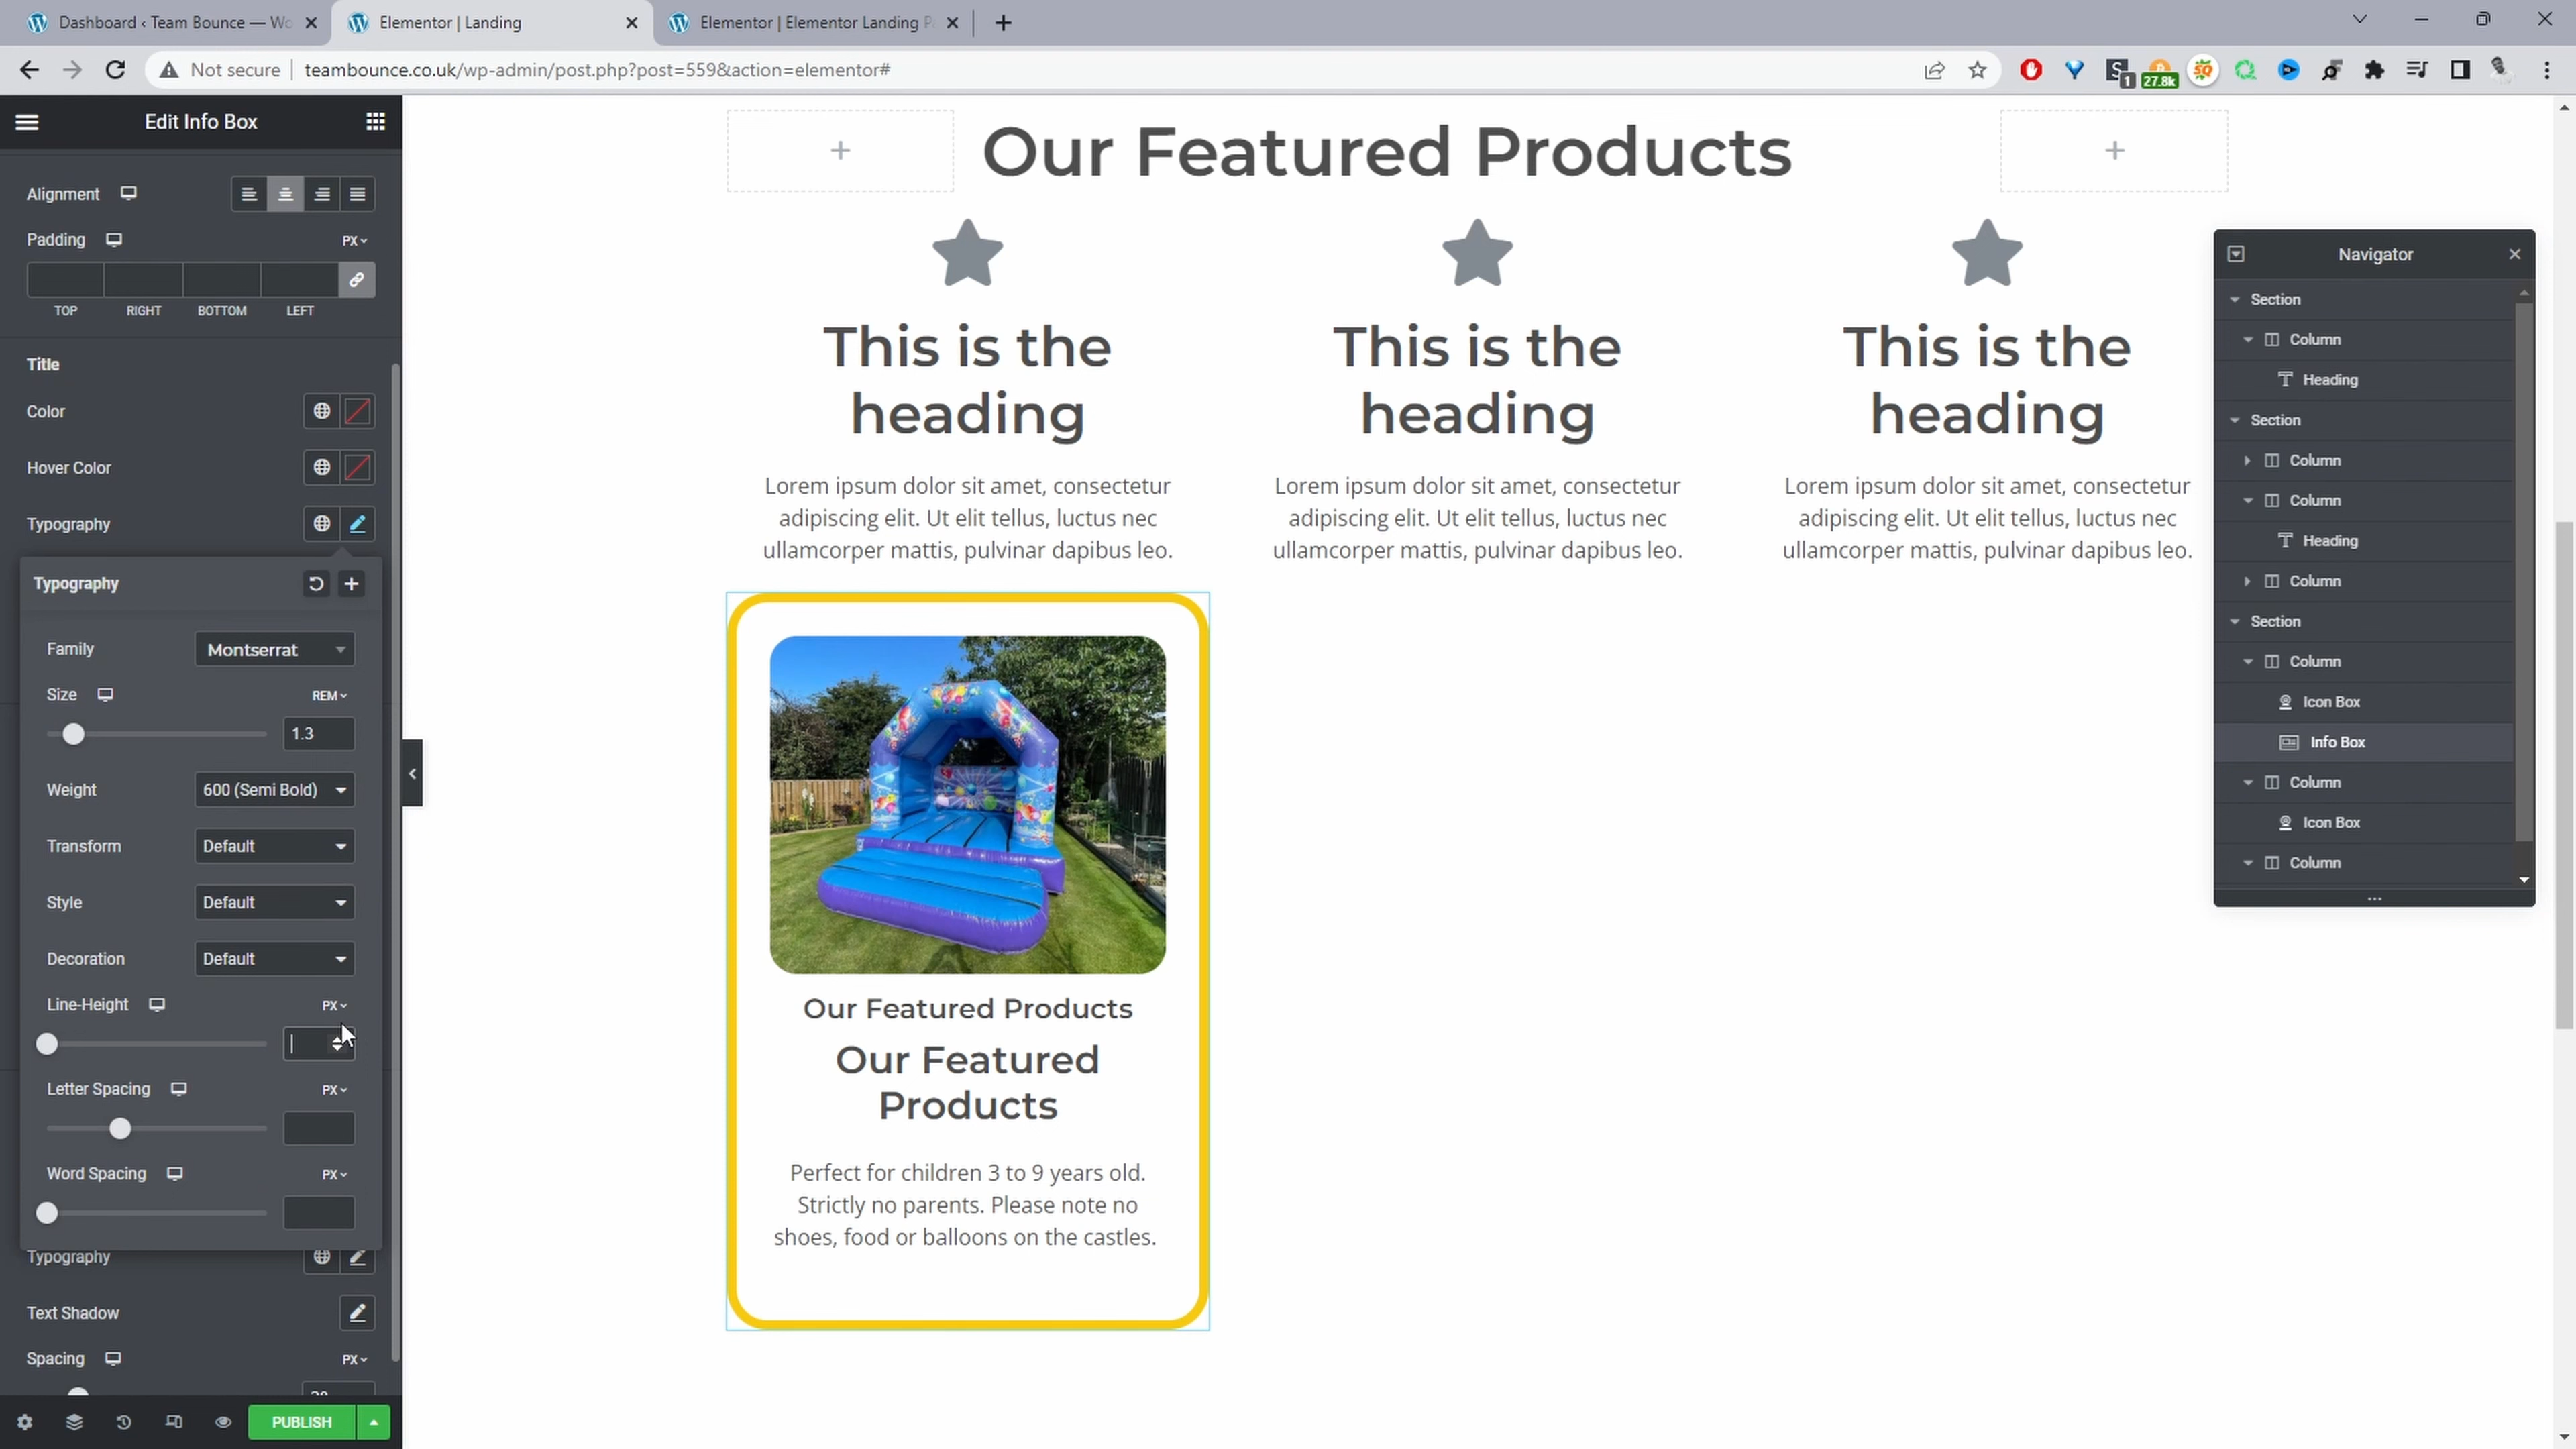 Dashboard ‹ Team Bounce — Wo
Elementor | Landing
Elementor | Elementor Landing P
Not secure
teambounce.co.uk/wp-admin/post.php?post=559&action=elementor#
1
27.8k
Edit Info Box
Alignment
Padding
PX
TOP
RIGHT
BOTTOM
LEFT
Title
Color
Hover Color
Typography
Typography
Family
Montserrat
Size
REM
1.3
Weight
600 (Semi Bold)
Transform
Default
Style
Default
Decoration
Default
Line-Height
PX
Letter Spacing
PX
Word Spacing
PX
Typography
Text Shadow
Spacing
PX
PUBLISH
Our Featured Products
This is the
heading
Lorem ipsum dolor sit amet, consectetur
adipiscing elit. Ut elit tellus, luctus nec
ullamcorper mattis, pulvinar dapibus leo.
This is the
heading
Lorem ipsum dolor sit amet, consectetur
adipiscing elit. Ut elit tellus, luctus nec
ullamcorper mattis, pulvinar dapibus leo.
This is the
heading
Lorem ipsum dolor sit amet, consectetur
adipiscing elit. Ut elit tellus, luctus nec
ullamcorper mattis, pulvinar dapibus leo.
Our Featured Products
Our Featured
Products
Perfect for children 3 to 9 years old.
Strictly no parents. Please note no
shoes, food or balloons on the castles.
Navigator
Section
Column
Heading
Section
Column
Column
Heading
Column
Section
Column
Icon Box
Info Box
Column
Icon Box
Column